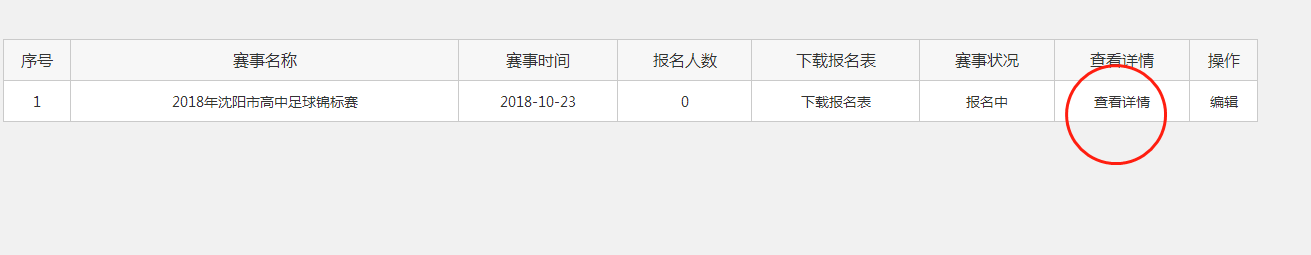 序号 赛事名称 赛事时间 报名人数 下载报名表 赛事状况 查看详情 操作
1 2018年沈阳市高中足球锦标赛 2018-10-23 0 下载报名表 报名中 查看详情 编辑